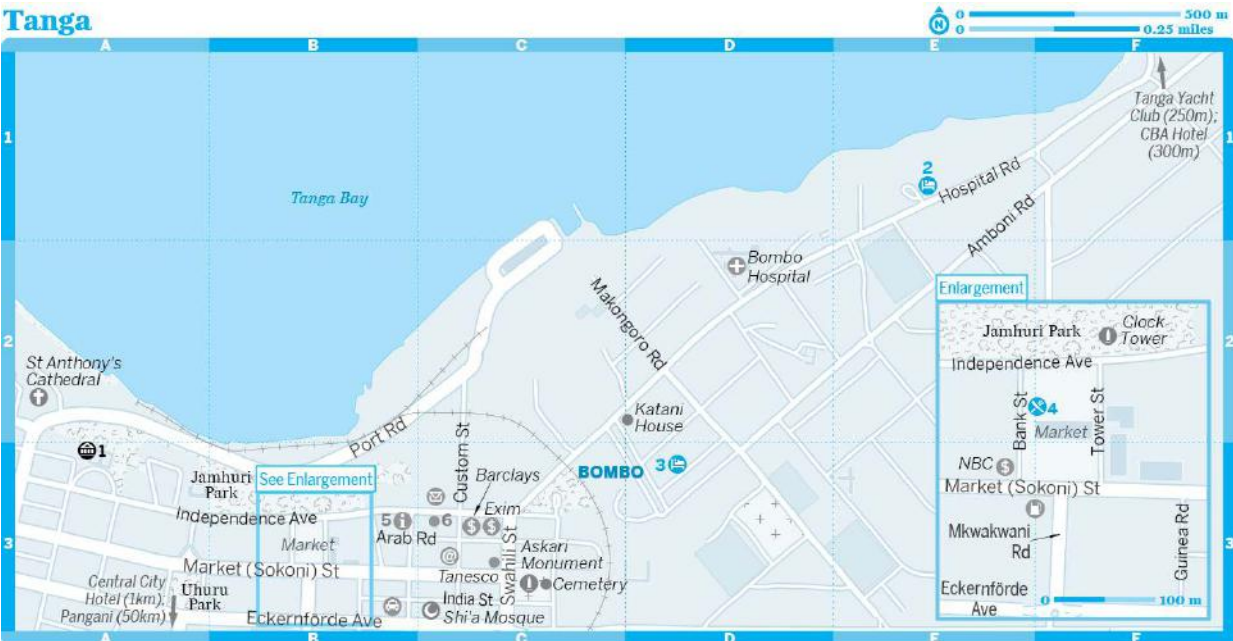 Tanga
N
0
500 m
0
0.25 miles
A
B
C
D
E
F
1
1
Tanga Yacht
Club (250m);
CBA Hotel
(300m)
2
Hospital Rd
Tanga Bay
Amboni Rd
Bombo
Hospital
Makongoro Rd
2
2
St Anthony's
Cathedral
Katani
House
Port Rd
Custom St
1
BOMBO
3
Jamhuri
Park
See Enlargement
Barclays
Exim
Independence Ave
5
i
6
$
$
Arab Rd
Market
@
Swahili St
Askari
Monument
3
3
Market (Sokoni) St
Tanesco
Cemetery
Central City
Hotel (1km);
Pangani (50km)
Uhuru
Park
India St
Shi'a Mosque
Eckernförde Ave
Enlargement
Jamhuri Park
Clock
Tower
Independence Ave
Bank St
4
Market
Tower St
NBC
$
Market (Sokoni) St
Mkwakwani
Rd
Guinea Rd
Eckernförde
Ave
0
100 m
A
B
C
D
E
F